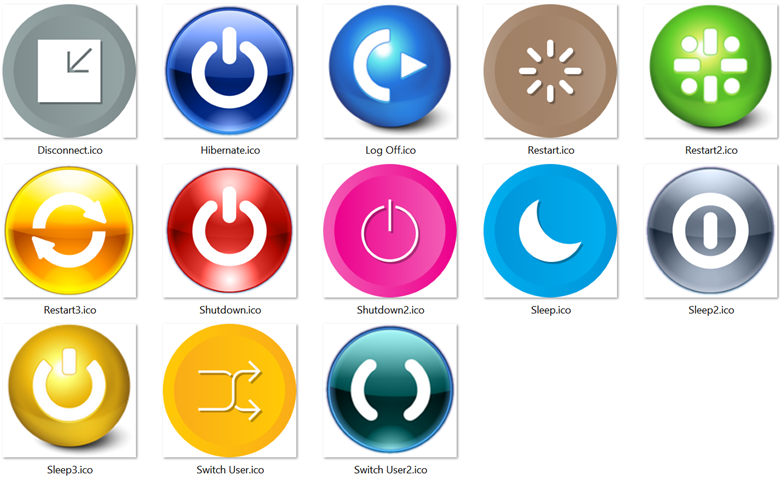 Disconnect.ico
Hibernate.ico
Log Off.ico
Restart.ico
Restart2.ico
Restart3.ico
Shutdown.ico
Shutdown2.ico
Sleep.ico
Sleep2.ico
Sleep3.ico
Switch User.ico
Switch User2.ico